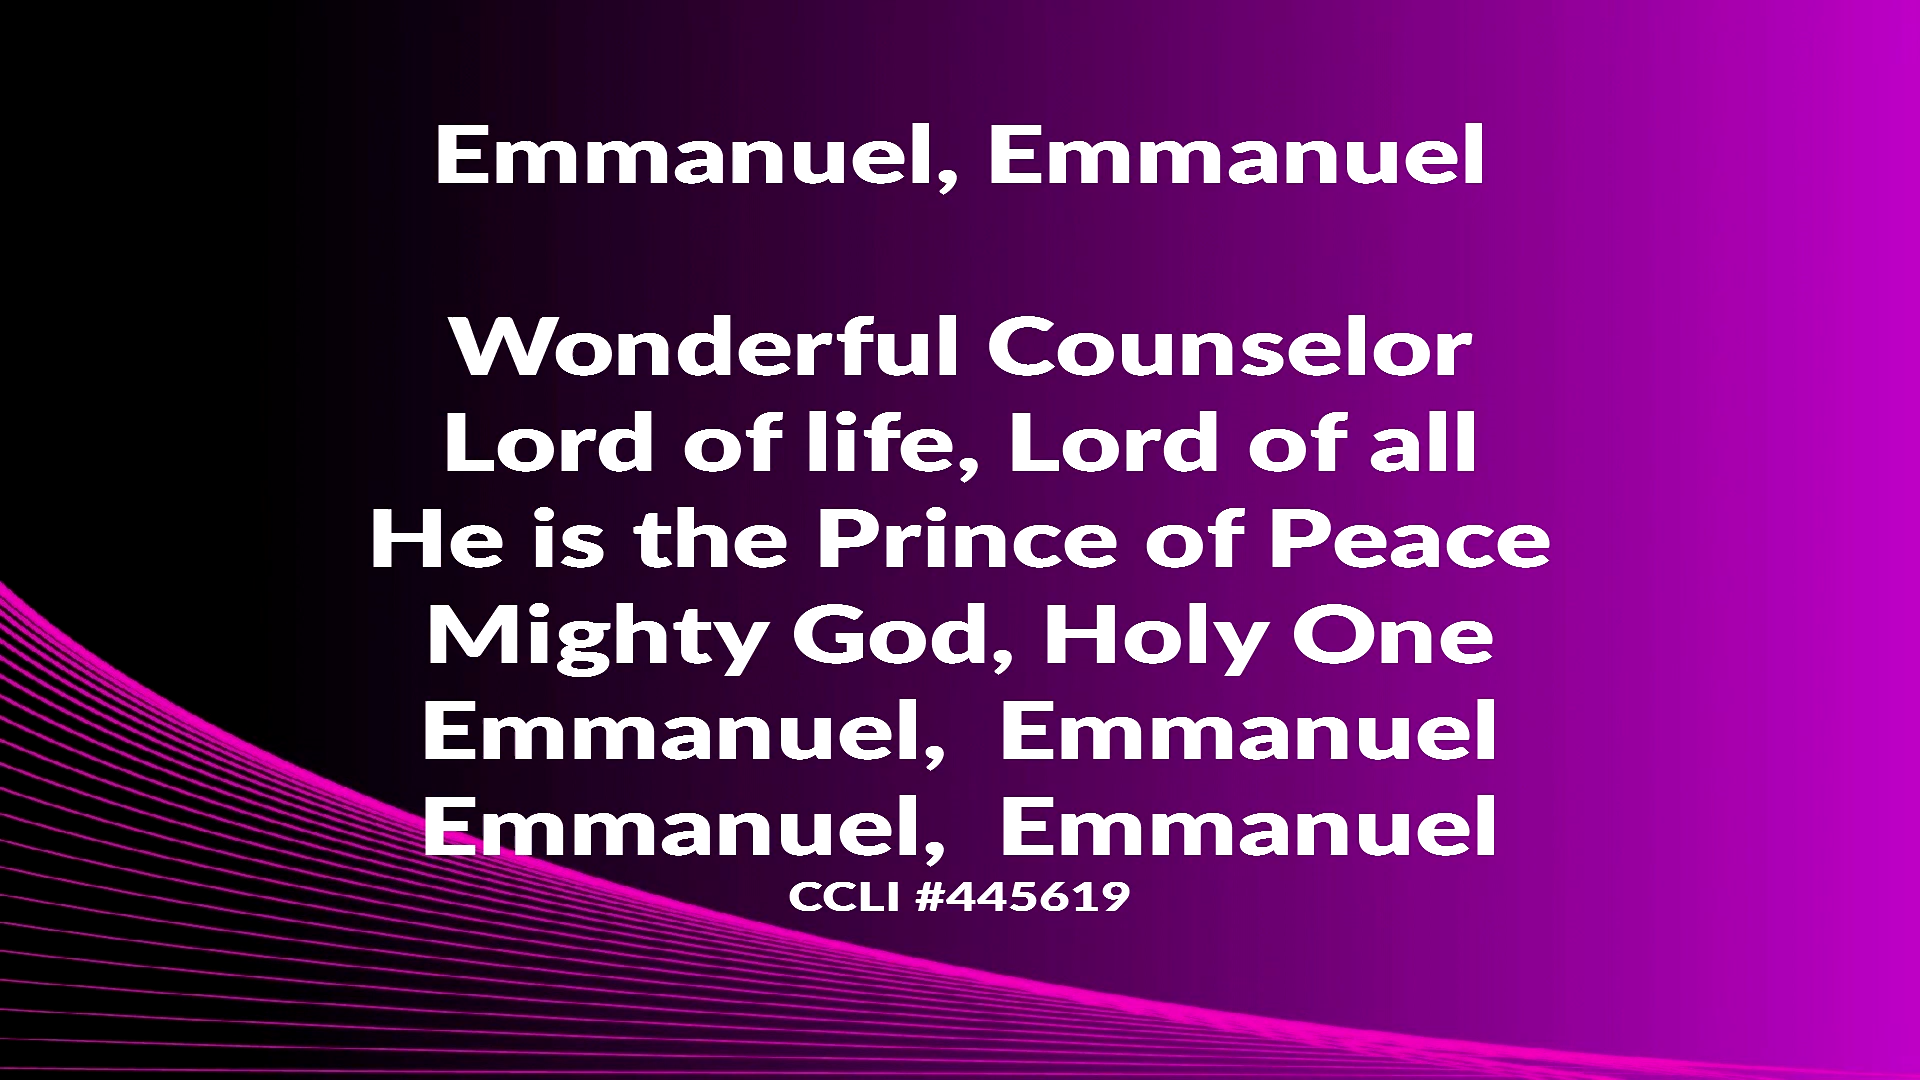 Emmanuel, Emmanuel
Wonderful Counselor
Lord of life, Lord of all
He is the Prince of Peace
Mighty God, Holy One
Emmanuel,  Emmanuel
Emmanuel,  Emmanuel
CCLI #445619